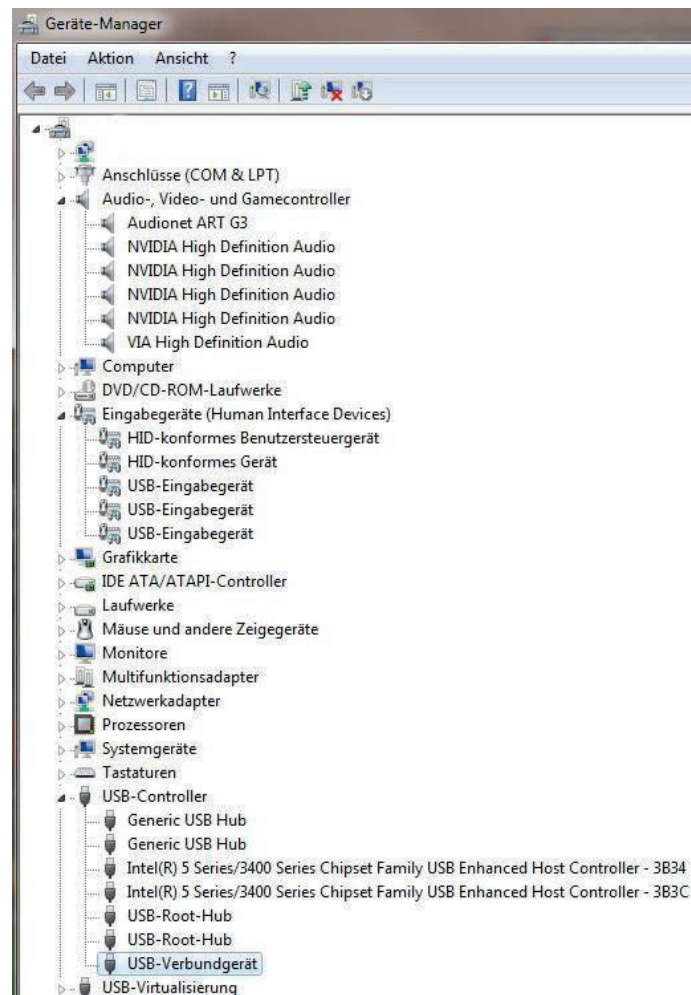 Geräte-Manager
Datei Aktion Ansicht ?
Anschlüsse (COM & LPT)
Audio-, Video- und Gamecontroller
Audionet ART G3
NVIDIA High Definition Audio
NVIDIA High Definition Audio
NVIDIA High Definition Audio
NVIDIA High Definition Audio
VIA High Definition Audio
Computer
DVD/CD-ROM-Laufwerke
Eingabegeräte (Human Interface Devices)
HID-konformes Benutzersteuergerät
HID-konformes Gerät
USB-Eingabegerät
USB-Eingabegerät
USB-Eingabegerät
Grafikkarte
IDE ATA/ATAPI-Controller
Laufwerke
Mäuse und andere Zeigegeräte
Monitore
Multifunktionsadapter
Netzwerkadapter
Prozessoren
Systemgeräte
Tastaturen
USB-Controller
Generic USB Hub
Generic USB Hub
Intel(R) 5 Series/3400 Series Chipset Family USB Enhanced Host Controller - 3B34
Intel(R) 5 Series/3400 Series Chipset Family USB Enhanced Host Controller - 3B3C
USB-Root-Hub
USB-Root-Hub
USB-Verbundgerät
USB-Virtualisierung